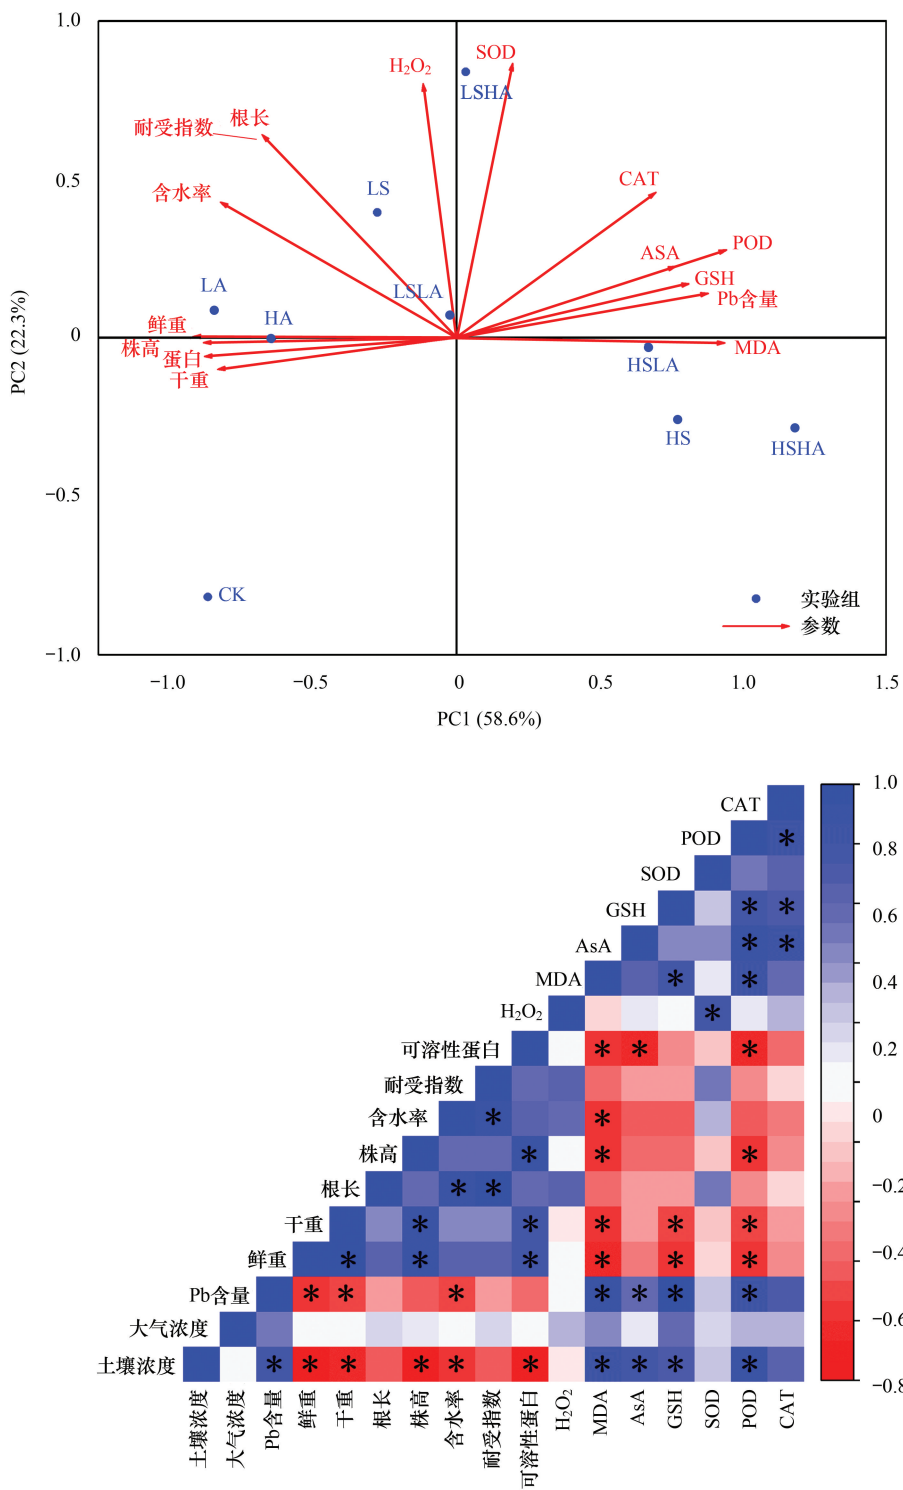 1.0
SOD
H₂O₂
LSHA
根长
耐受指数
0.5
LS
CAT
含水率
POD
ASA
LA
LSLA
GSH
Pb含量
HA
鲜重
0
株高
MDA
蛋白
HSLA
干重
PC2 (22.3%)
HS
HSHA
−0.5
CK
实验组
参数
−1.0
−1.0 −0.5 0 0.5 1.0 1.5
PC1 (58.6%)
CAT
POD
SOD
GSH
AsA
MDA
H₂O₂
可溶性蛋白
耐受指数
含水率
株高
根长
干重
鲜重
Pb含量
大气浓度
土壤浓度
土壤浓度 大气浓度 Pb含量 鲜重 干重 根长 株高 含水率 耐受指数 可溶性蛋白 H₂O₂ MDA AsA GSH SOD POD CAT
1.0
0.8
0.6
0.4
0.2
0
−0.2
−0.4
−0.6
−0.8